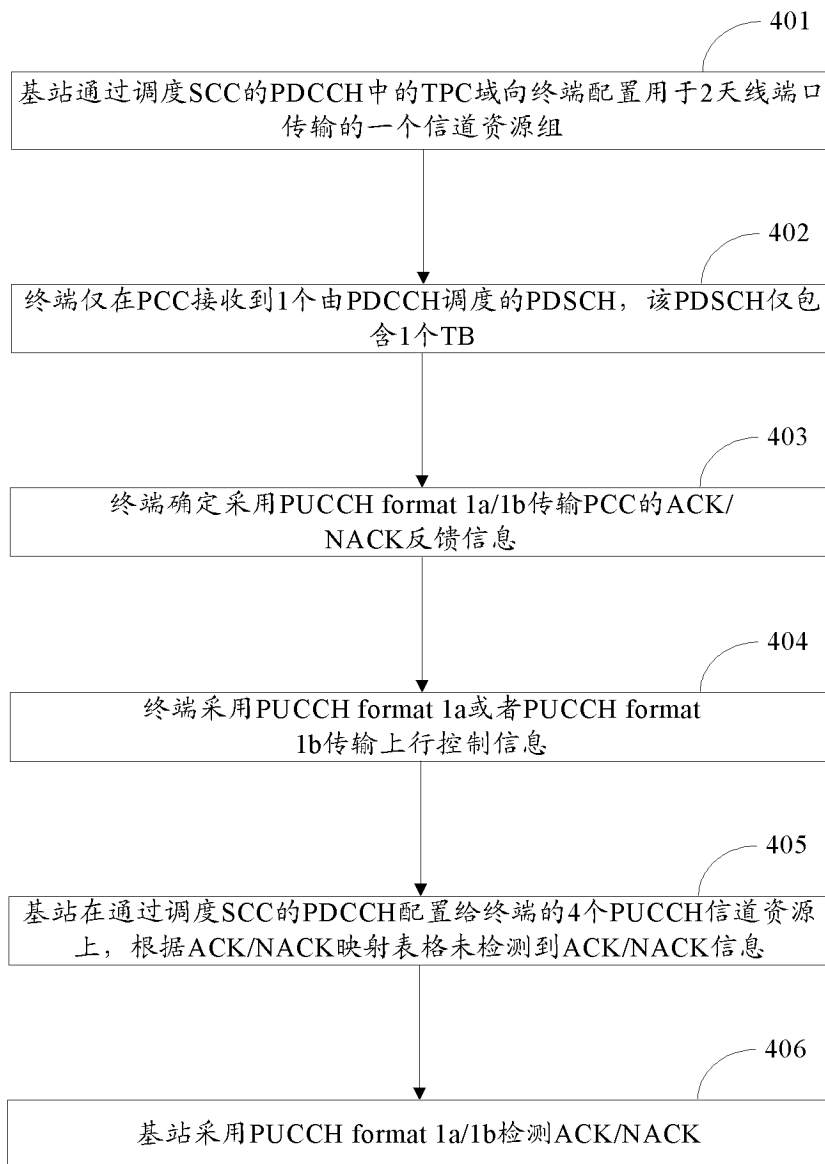 401
基站通过调度SCC的PDCCH中的TPC域向终端配置用于2天线端口
传输的一个信道资源组
402
终端仅在PCC接收到1个由PDCCH调度的PDSCH，该PDSCH仅包
含1个TB
403
终端确定采用PUCCH format 1a/1b传输PCC的ACK/
NACK反馈信息
404
终端采用PUCCH format 1a或者PUCCH format
1b传输上行控制信息
405
基站在通过调度SCC的PDCCH配置给终端的4个PUCCH信道资源
上，根据ACK/NACK映射表格未检测到ACK/NACK信息
406
基站采用PUCCH format 1a/1b检测ACK/NACK